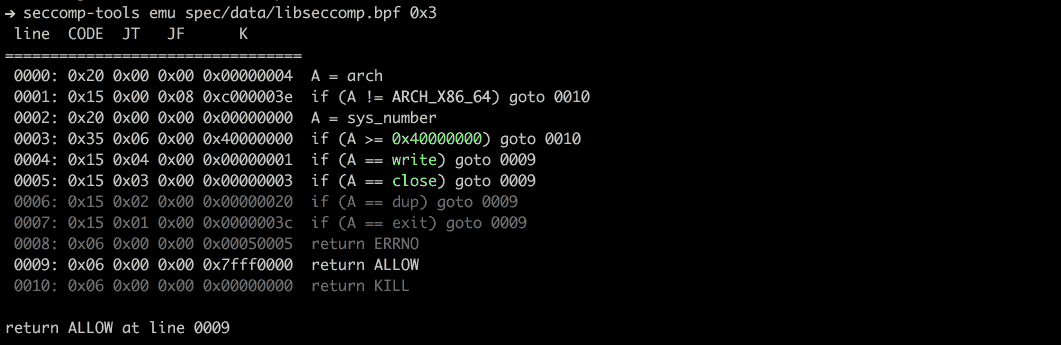 ➜ seccomp-tools emu spec/data/libseccomp.bpf 0x3
line CODE JT JF K
=================================
0000: 0x20 0x00 0x00 0x00000004 A = arch
0001: 0x15 0x00 0x08 0xc000003e if (A != ARCH_X86_64) goto 0010
0002: 0x20 0x00 0x00 0x00000000 A = sys_number
0003: 0x35 0x06 0x00 0x40000000 if (A >= 0x40000000) goto 0010
0004: 0x15 0x04 0x00 0x00000001 if (A == write) goto 0009
0005: 0x15 0x03 0x00 0x00000003 if (A == close) goto 0009
0006: 0x15 0x02 0x00 0x00000020 if (A == dup) goto 0009
0007: 0x15 0x01 0x00 0x0000003c if (A == exit) goto 0009
0008: 0x06 0x00 0x00 0x00050005 return ERRNO
0009: 0x06 0x00 0x00 0x7fff0000 return ALLOW
0010: 0x06 0x00 0x00 0x00000000 return KILL
return ALLOW at line 0009